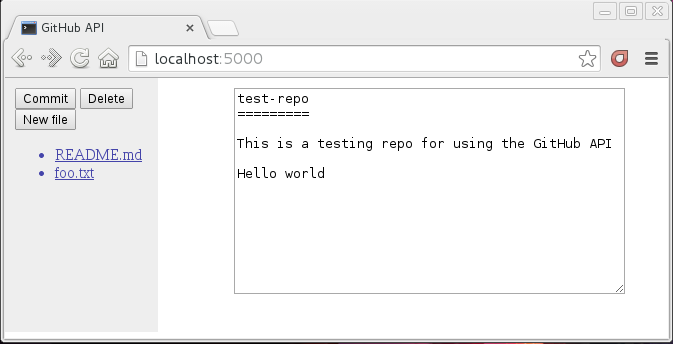 GitHub API
localhost:5000
Commit Delete
New file
README.md
foo.txt
test-repo
=========
This is a testing repo for using the GitHub API
Hello world